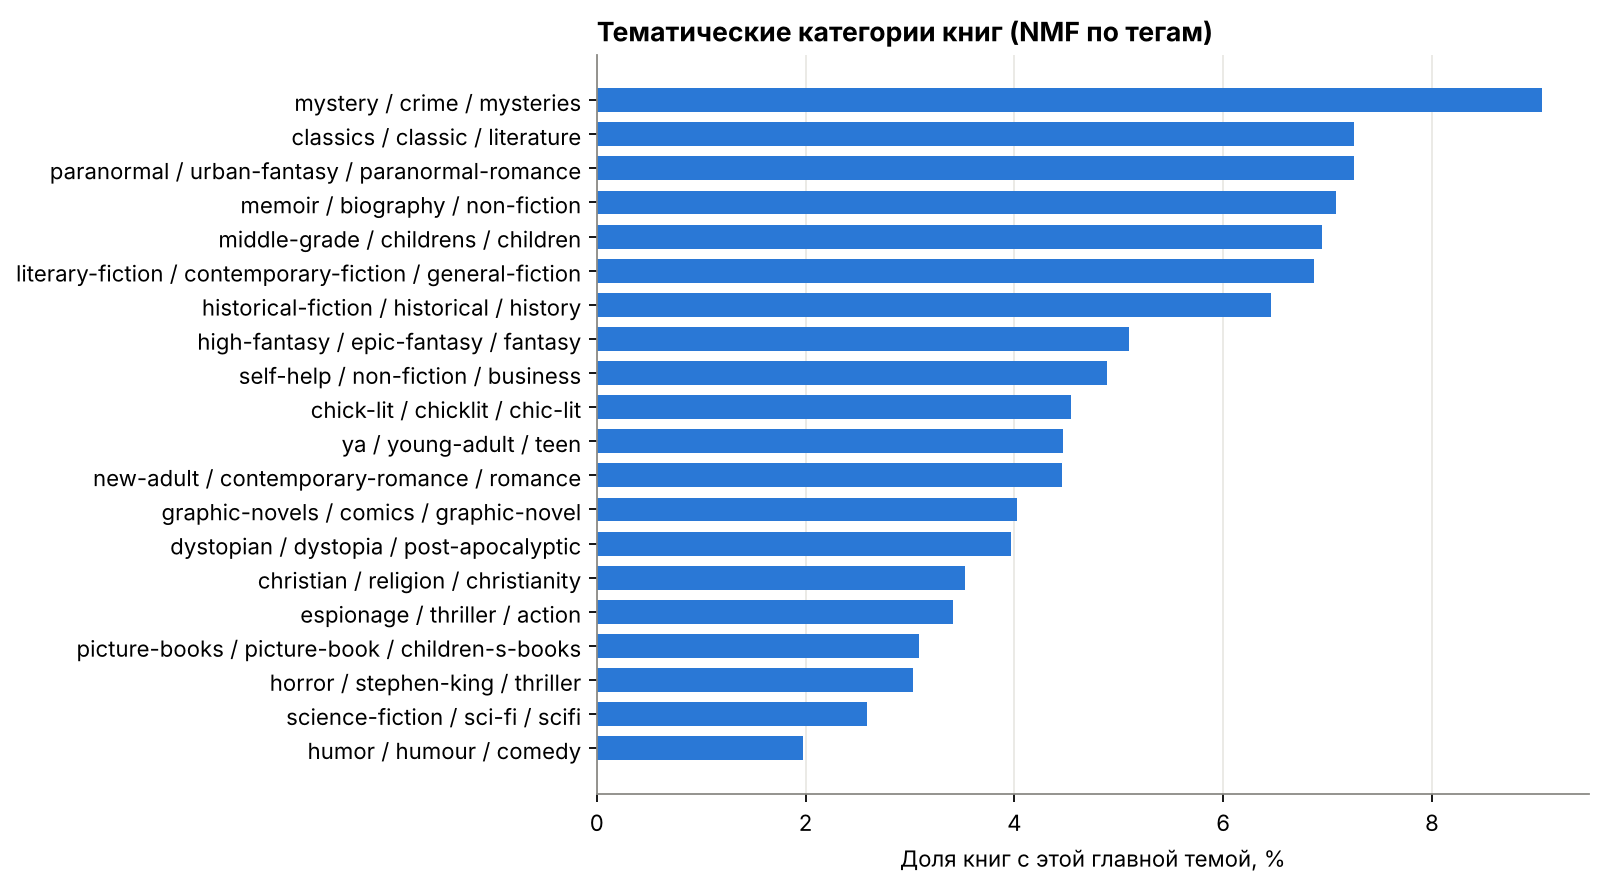 Тематические категории книг (NMF по тегам)
mystery / crime / mysteries
classics / classic / literature
paranormal / urban-fantasy / paranormal-romance
memoir / biography / non-fiction
middle-grade / childrens / children
literary-fiction / contemporary-fiction / general-fiction
historical-fiction / historical / history
high-fantasy / epic-fantasy / fantasy
self-help / non-fiction / business
chick-lit / chicklit / chic-lit
ya / young-adult / teen
new-adult / contemporary-romance / romance
graphic-novels / comics / graphic-novel
dystopian / dystopia / post-apocalyptic
christian / religion / christianity
espionage / thriller / action
picture-books / picture-book / children-s-books
horror / stephen-king / thriller
science-fiction / sci-fi / scifi
humor / humour / comedy
0 2 4 6 8
Доля книг с этой главной темой, %